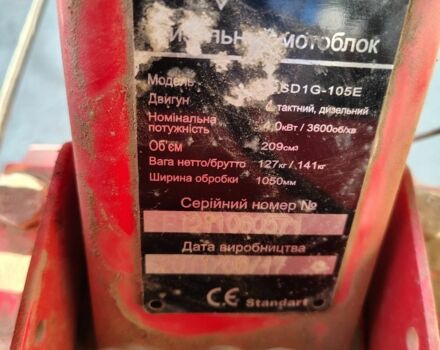 мотоблок
Модель SD1G-105E
Двигун тактний, дизельний
Номінальна
потужність 4,0кВт / 3600об/хв
Об'єм 209см3
Вага нетто/брутто 127кг / 141кг
Ширина обробки 1050мм
Серійний номер №
Дата виробництва
CE Standart